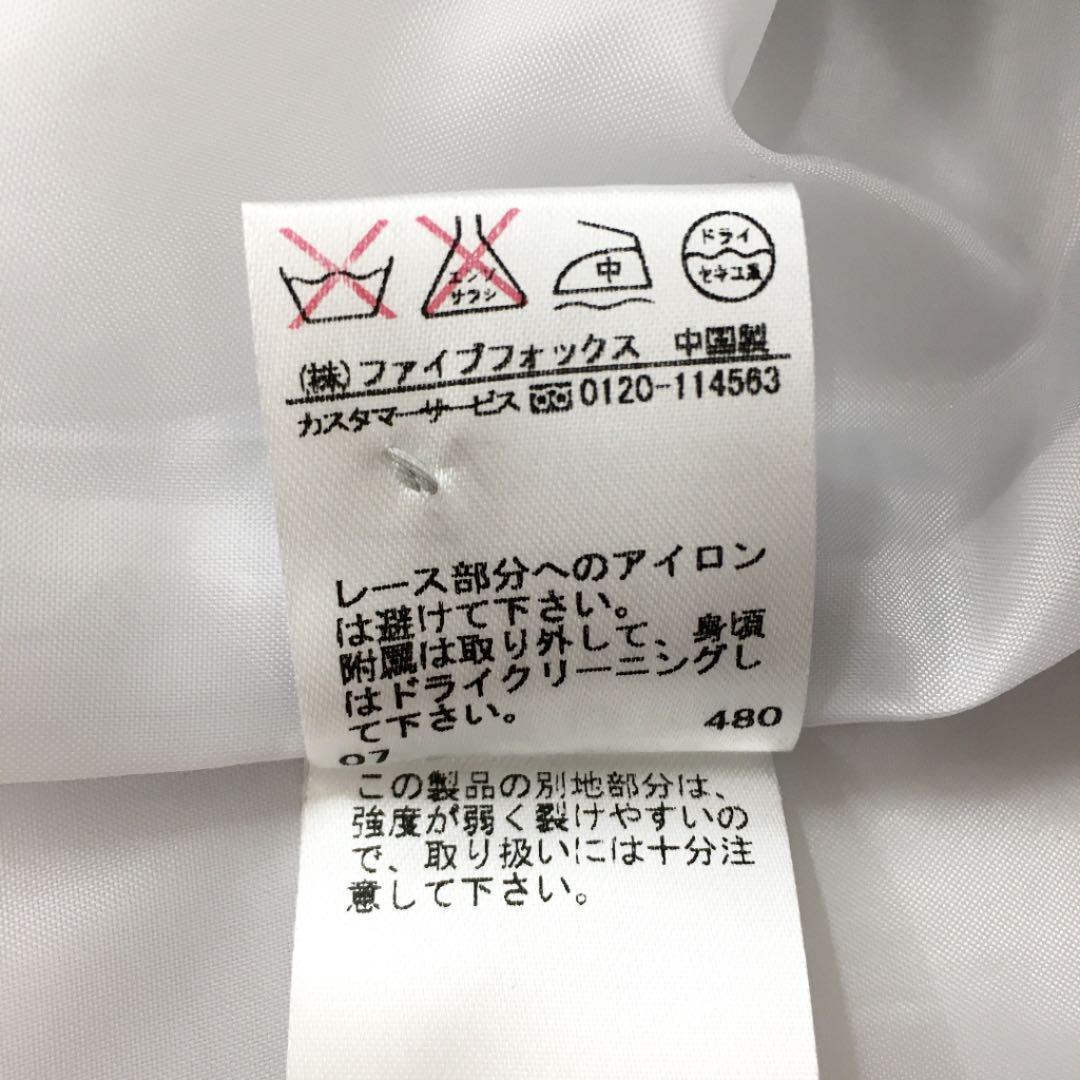 エンソ
サラシ
中
ドライ
セキユ系
(株)ファイブフォックス 中国製
カスタマーサービス 0120-114563
レース部分へのアイロン
は避けて下さい。
附属は取り外して、身頃
はドライクリーニングし
て下さい。 480
07
この製品の別地部分は、
強度が弱く裂けやすいの
で、取り扱いには十分注
意して下さい。